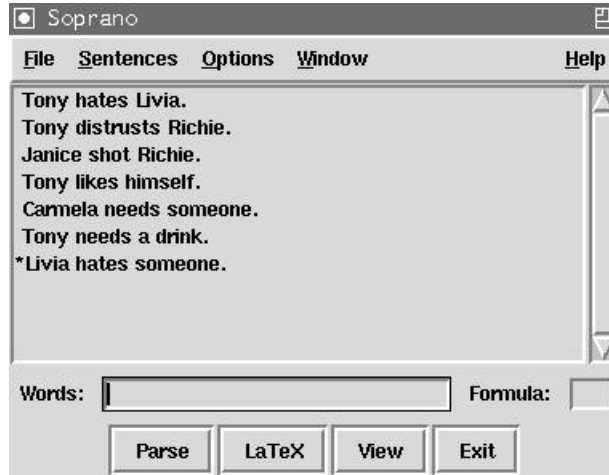 Soprano
File Sentences Options Window Help
Tony hates Livia.
Tony distrusts Richie.
Janice shot Richie.
Tony likes himself.
Carmela needs someone.
Tony needs a drink.
*Livia hates someone.
Words: Formula:
Parse LaTeX View Exit